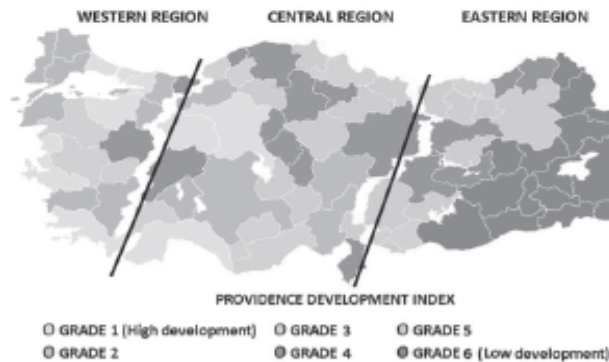 WESTERN REGION CENTRAL REGION EASTERN REGION
PROVIDENCE DEVELOPMENT INDEX
GRADE 1 (High development) GRADE 3 GRADE 5
GRADE 2 GRADE 4 GRADE 6 (Low development)